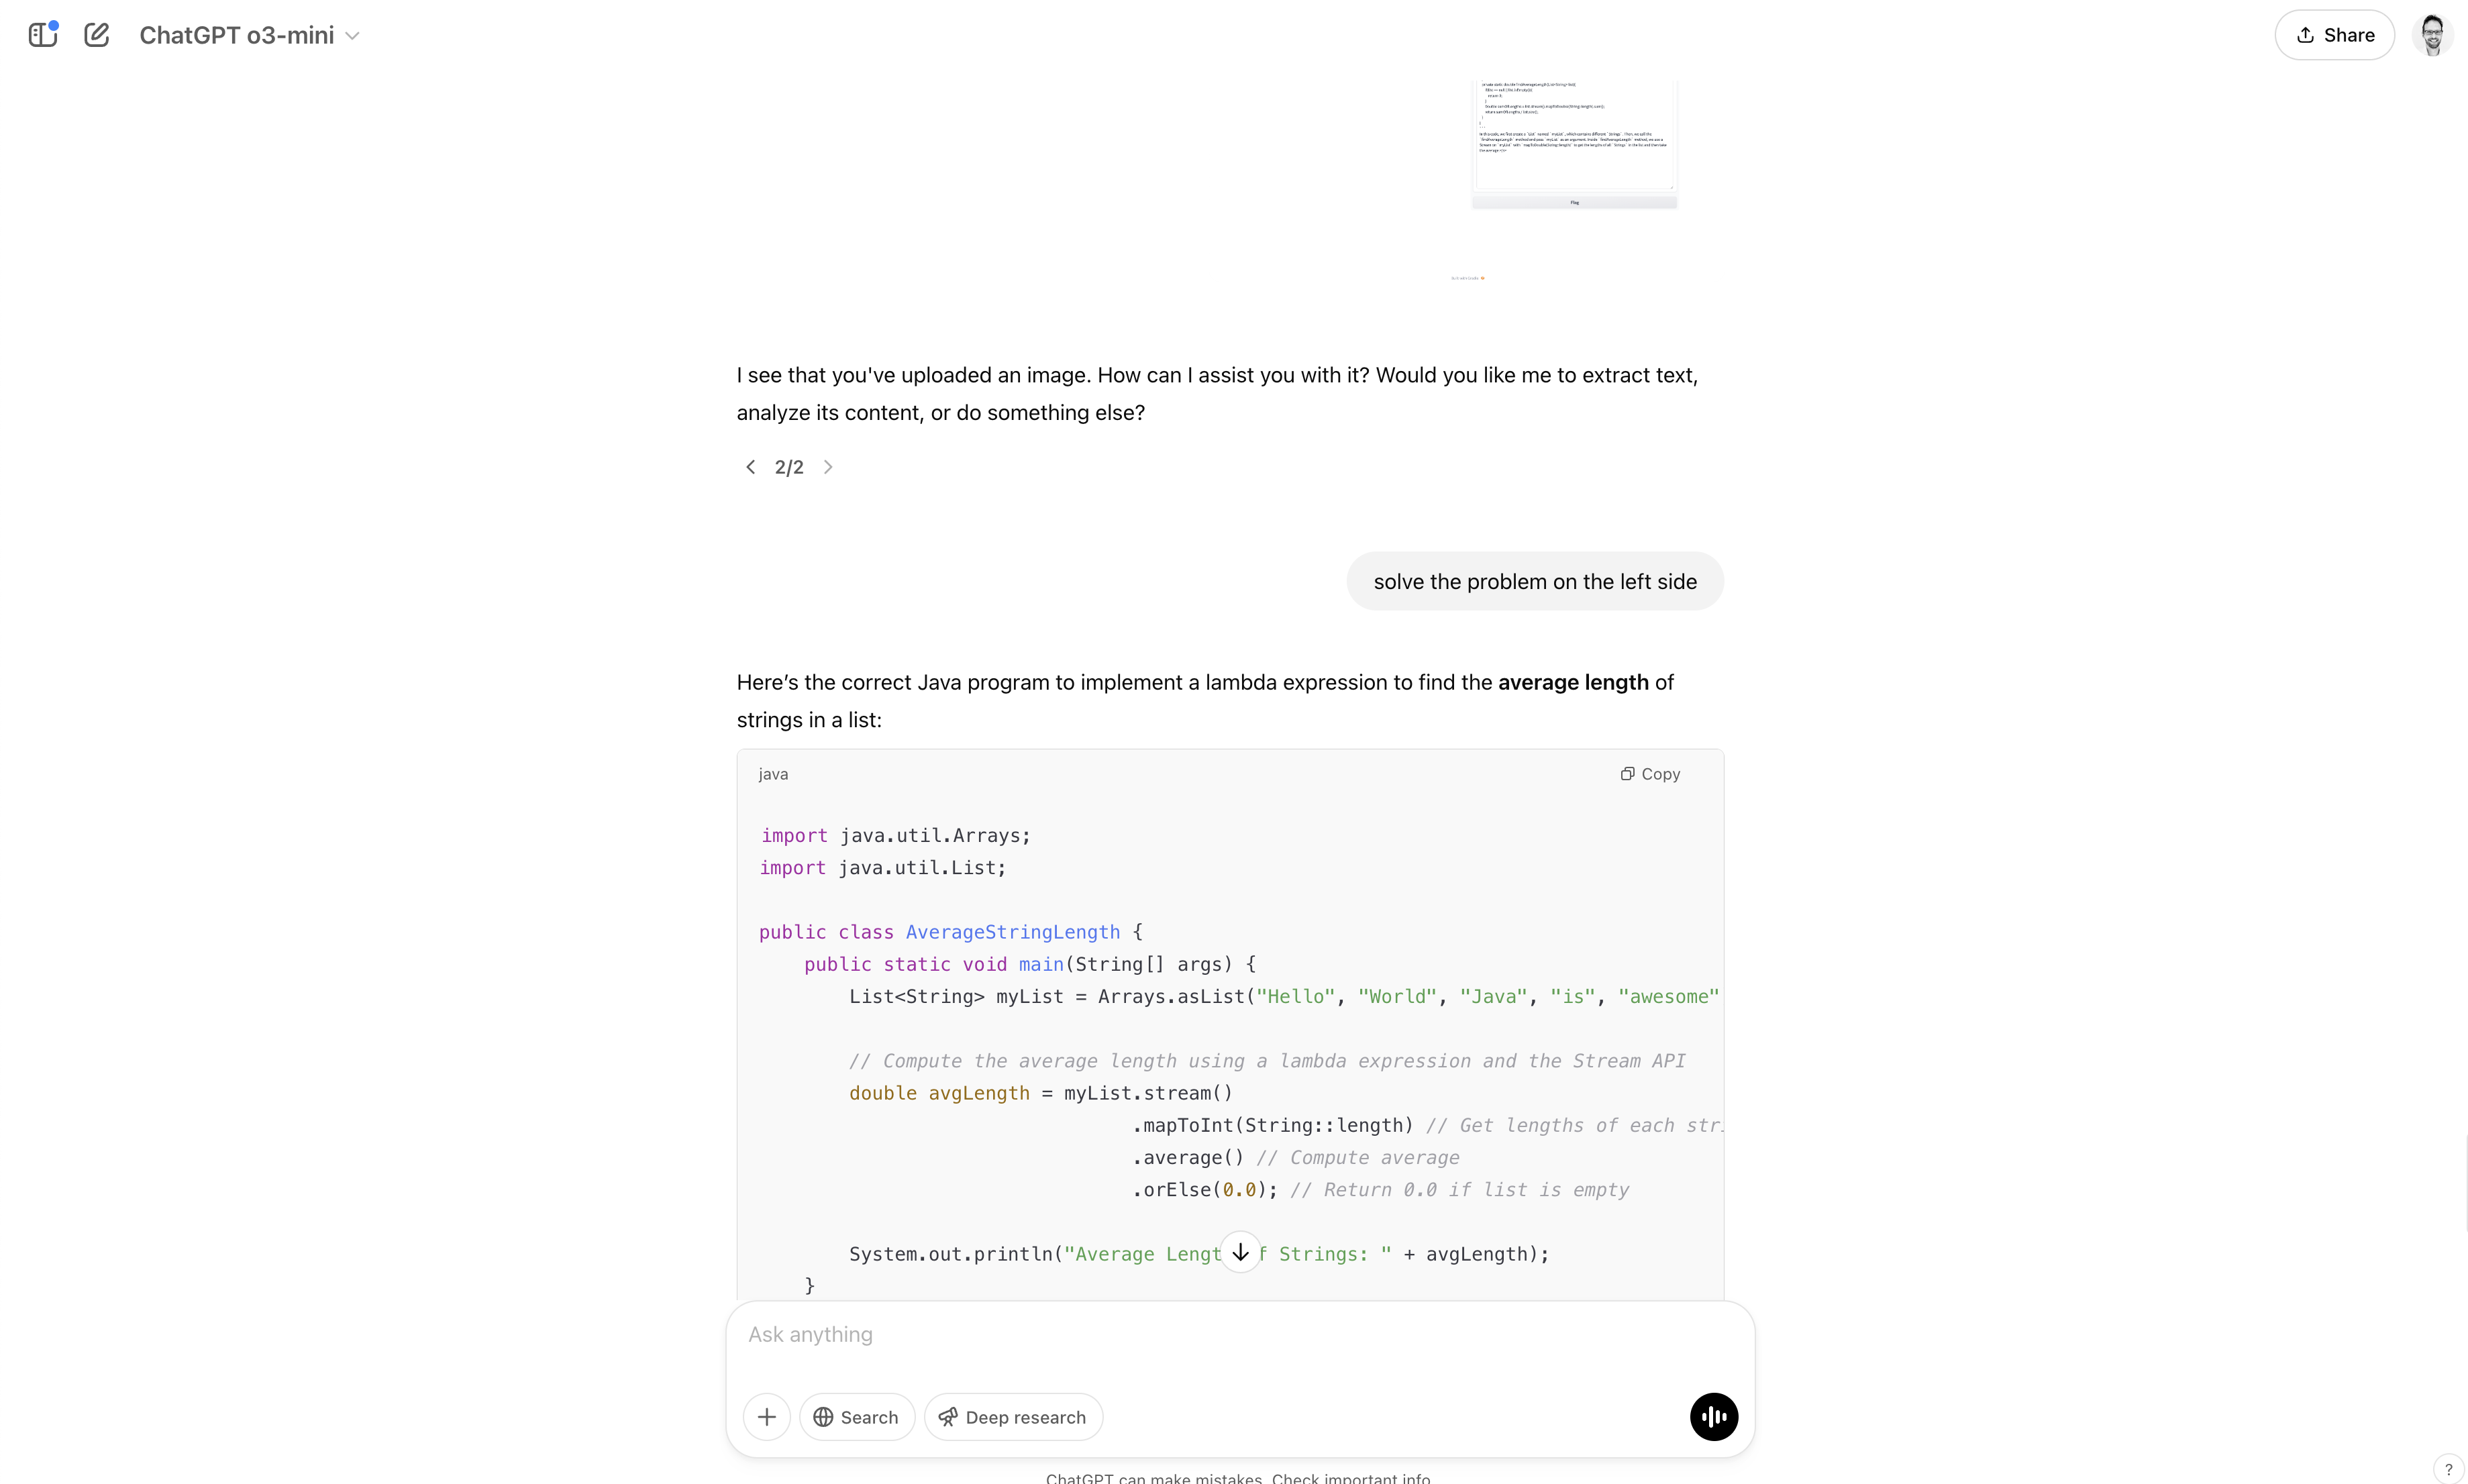 ChatGPT o3-mini
Share
Flag
I see that you've uploaded an image. How can I assist you with it? Would you like me to extract text,
analyze its content, or do something else?
2/2
solve the problem on the left side
Here's the correct Java program to implement a lambda expression to find the average length of
strings in a list:
java
Copy
import java.util.Arrays;
import java.util.List;
public class AverageStringLength {
public static void main(String[] args) {
List<String> myList = Arrays.asList("Hello", "World", "Java", "is", "awesome"
// Compute the average length using a lambda expression and the Stream API
double avgLength = myList.stream()
.mapToInt(String::length) // Get lengths of each str
.average() // Compute average
.orElse(0.0); // Return 0.0 if list is empty
System.out.println("Average Lengt f Strings: " + avgLength);
}
Ask anything
Search
Deep research
ChatGPT can make mistakes. Check important info.
?